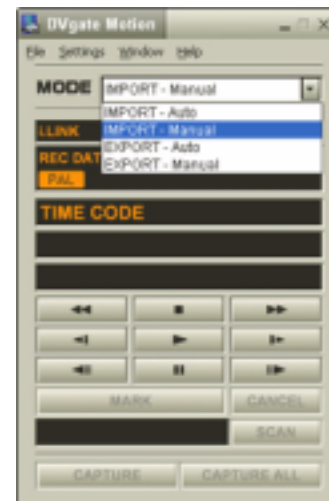 DVgate Motion
File Settings Window Help
MODE IMPORT - Manual
IMPORT - Auto
i.LINK IMPORT - Manual
REC DAT EXPORT - Auto
EXPORT - Manual
PAL
TIME CODE
MARK CANCEL
SCAN
CAPTURE CAPTURE ALL